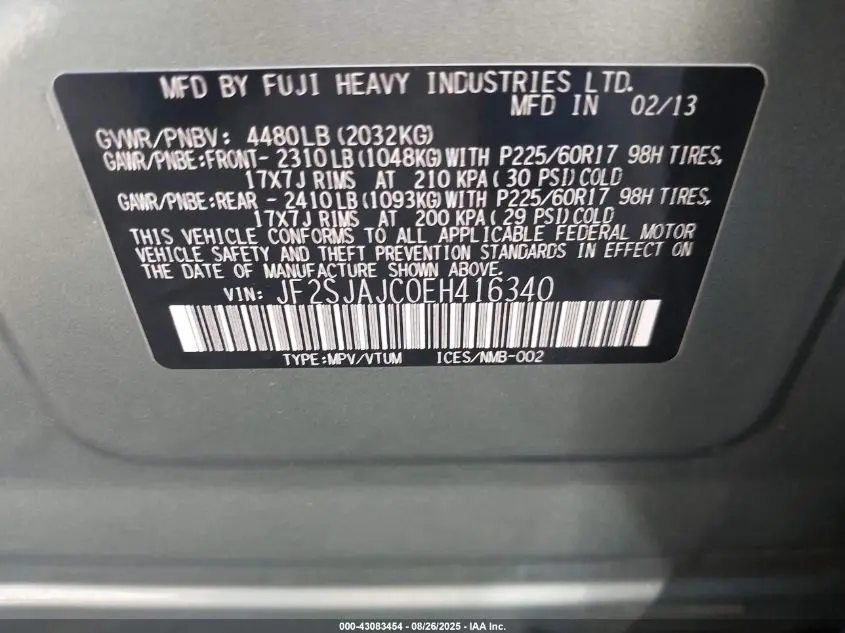 MFD BY FUJI HEAVY INDUSTRIES LTD.
MFD IN 02/13
GVWR/PNBV: 4480LB(2032KG)
GAWR/PNBE:FRONT- 2310LB(1048KG)WITH P225/60R17 98H TIRES,
17X7J RIMS AT 210 KPA(30 PSI)COLD
GAWR/PNBE:REAR - 2410LB(1093KG)WITH P225/60R17 98H TIRES,
17X7J RIMS AT 200 KPA(29 PSI)COLD
THIS VEHICLE CONFORMS TO ALL APPLICABLE FEDERAL MOTOR
VEHICLE SAFETY AND THEFT PREVENTION STANDARDS IN EFFECT ON
THE DATE OF MANUFACTURE SHOWN ABOVE.
VIN: JF2SJAJC0EH416340
TYPE:MPV/VTUM ICES/NMB-002
000-43083454 - 08/26/2025 - IAA Inc.